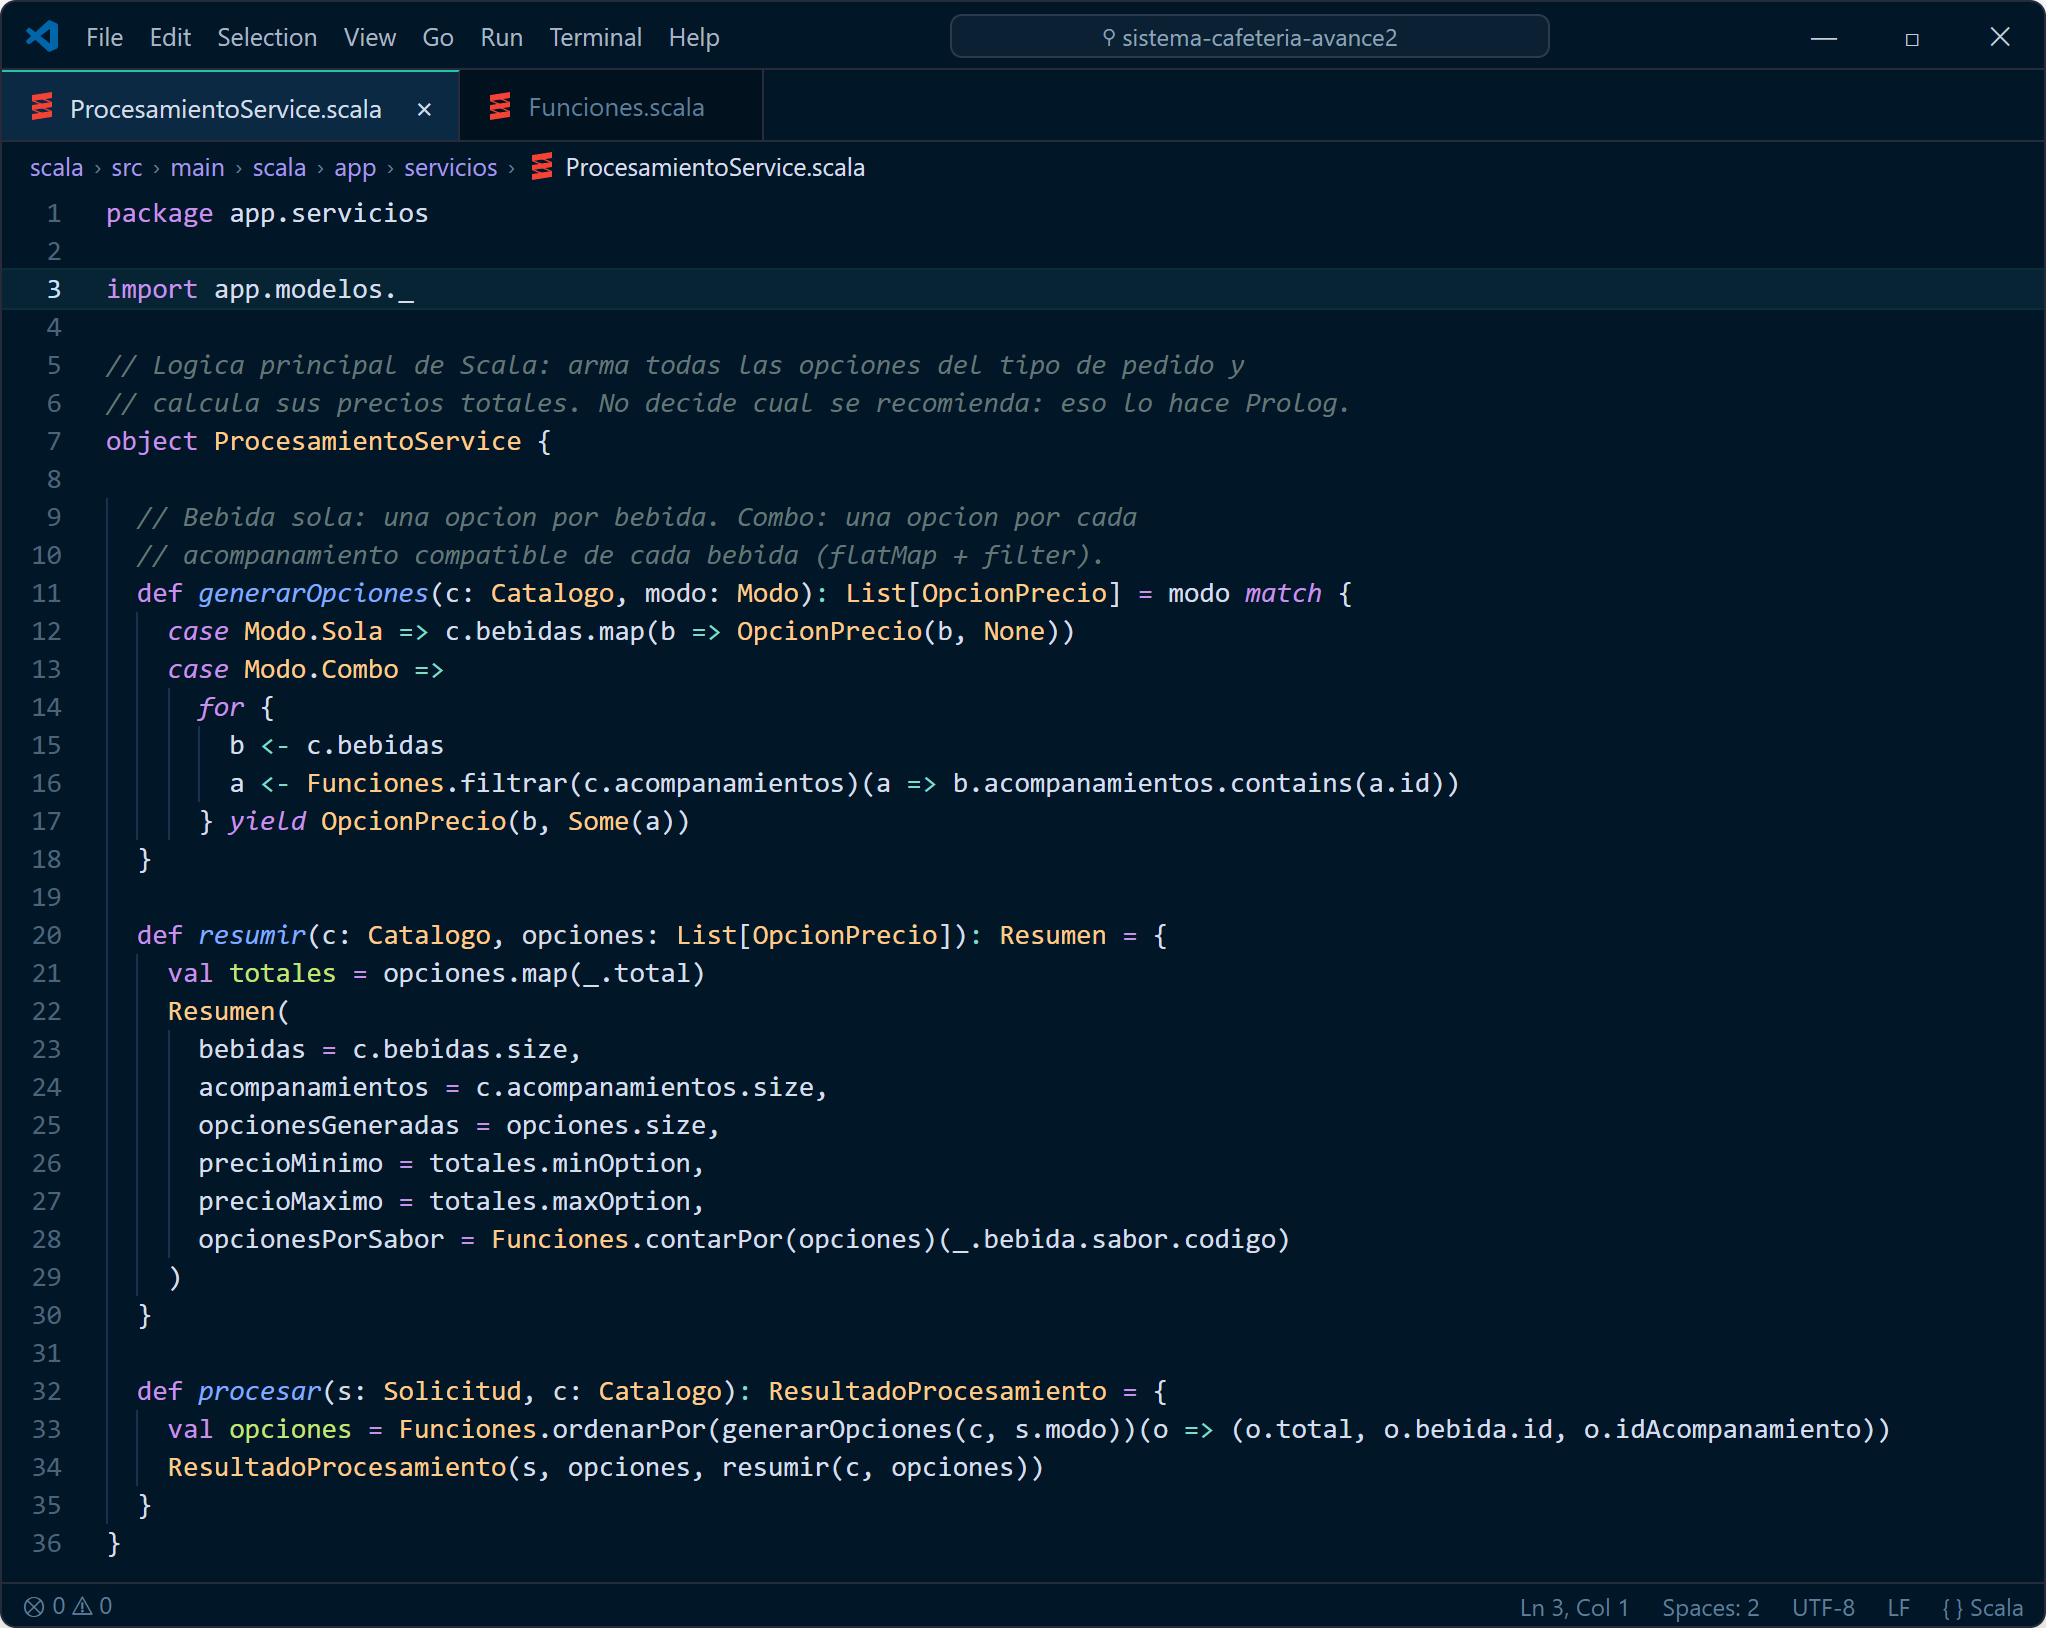 File Edit Selection View Go Run Terminal Help
sistema-cafeteria-avance2
ProcesamientoService.scala
Funciones.scala
scala › src › main › scala › app › servicios › ProcesamientoService.scala
1 package app.servicios
2
3 import app.modelos._
4
5 // Logica principal de Scala: arma todas las opciones del tipo de pedido y
6 // calcula sus precios totales. No decide cual se recomienda: eso lo hace Prolog.
7 object ProcesamientoService {
8
9   // Bebida sola: una opcion por bebida. Combo: una opcion por cada
10   // acompanamiento compatible de cada bebida (flatMap + filter).
11   def generarOpciones(c: Catalogo, modo: Modo): List[OpcionPrecio] = modo match {
12     case Modo.Sola => c.bebidas.map(b => OpcionPrecio(b, None))
13     case Modo.Combo =>
14       for {
15         b <- c.bebidas
16         a <- Funciones.filtrar(c.acompanamientos)(a => b.acompanamientos.contains(a.id))
17       } yield OpcionPrecio(b, Some(a))
18   }
19
20   def resumir(c: Catalogo, opciones: List[OpcionPrecio]): Resumen = {
21     val totales = opciones.map(_.total)
22     Resumen(
23       bebidas = c.bebidas.size,
24       acompanamientos = c.acompanamientos.size,
25       opcionesGeneradas = opciones.size,
26       precioMinimo = totales.minOption,
27       precioMaximo = totales.maxOption,
28       opcionesPorSabor = Funciones.contarPor(opciones)(_.bebida.sabor.codigo)
29     )
30   }
31
32   def procesar(s: Solicitud, c: Catalogo): ResultadoProcesamiento = {
33     val opciones = Funciones.ordenarPor(generarOpciones(c, s.modo))(o => (o.total, o.bebida.id, o.idAcompanamiento))
34     ResultadoProcesamiento(s, opciones, resumir(c, opciones))
35   }
36 }
0 0 Ln 3, Col 1 Spaces: 2 UTF-8 LF { } Scala